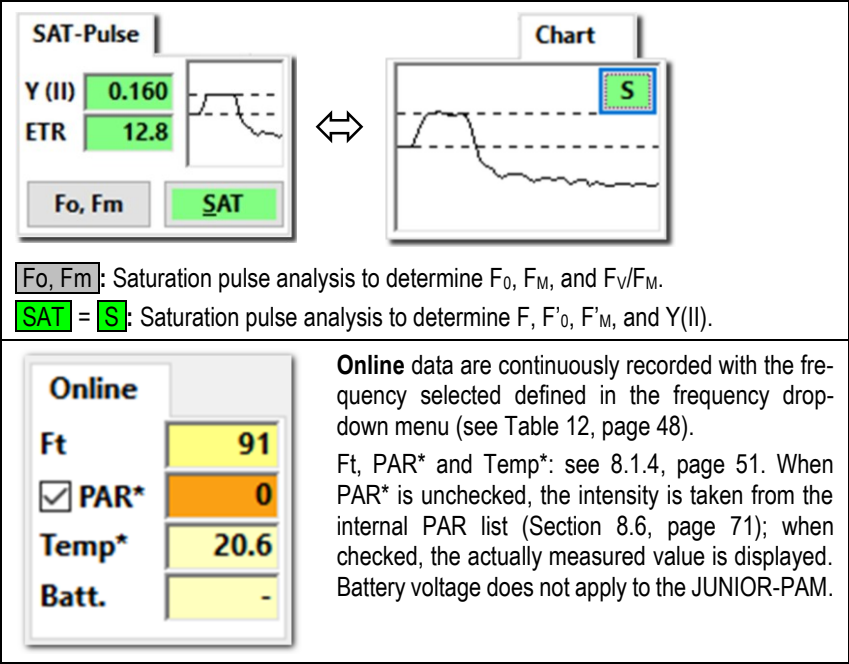 SAT-Pulse
Y (II) 0.160
ETR 12.8
Fo, Fm SAT
⇔
Chart
S
Fo, Fm: Saturation pulse analysis to determine F0, FM, and FV/FM.
SAT = S: Saturation pulse analysis to determine F, F'0, F'M, and Y(II).
Online
Ft 91
PAR* 0
Temp* 20.6
Batt. -
Online data are continuously recorded with the fre-
quency selected defined in the frequency drop-
down menu (see Table 12, page 48).
Ft, PAR* and Temp*: see 8.1.4, page 51. When
PAR* is unchecked, the intensity is taken from the
internal PAR list (Section 8.6, page 71); when
checked, the actually measured value is displayed.
Battery voltage does not apply to the JUNIOR-PAM.